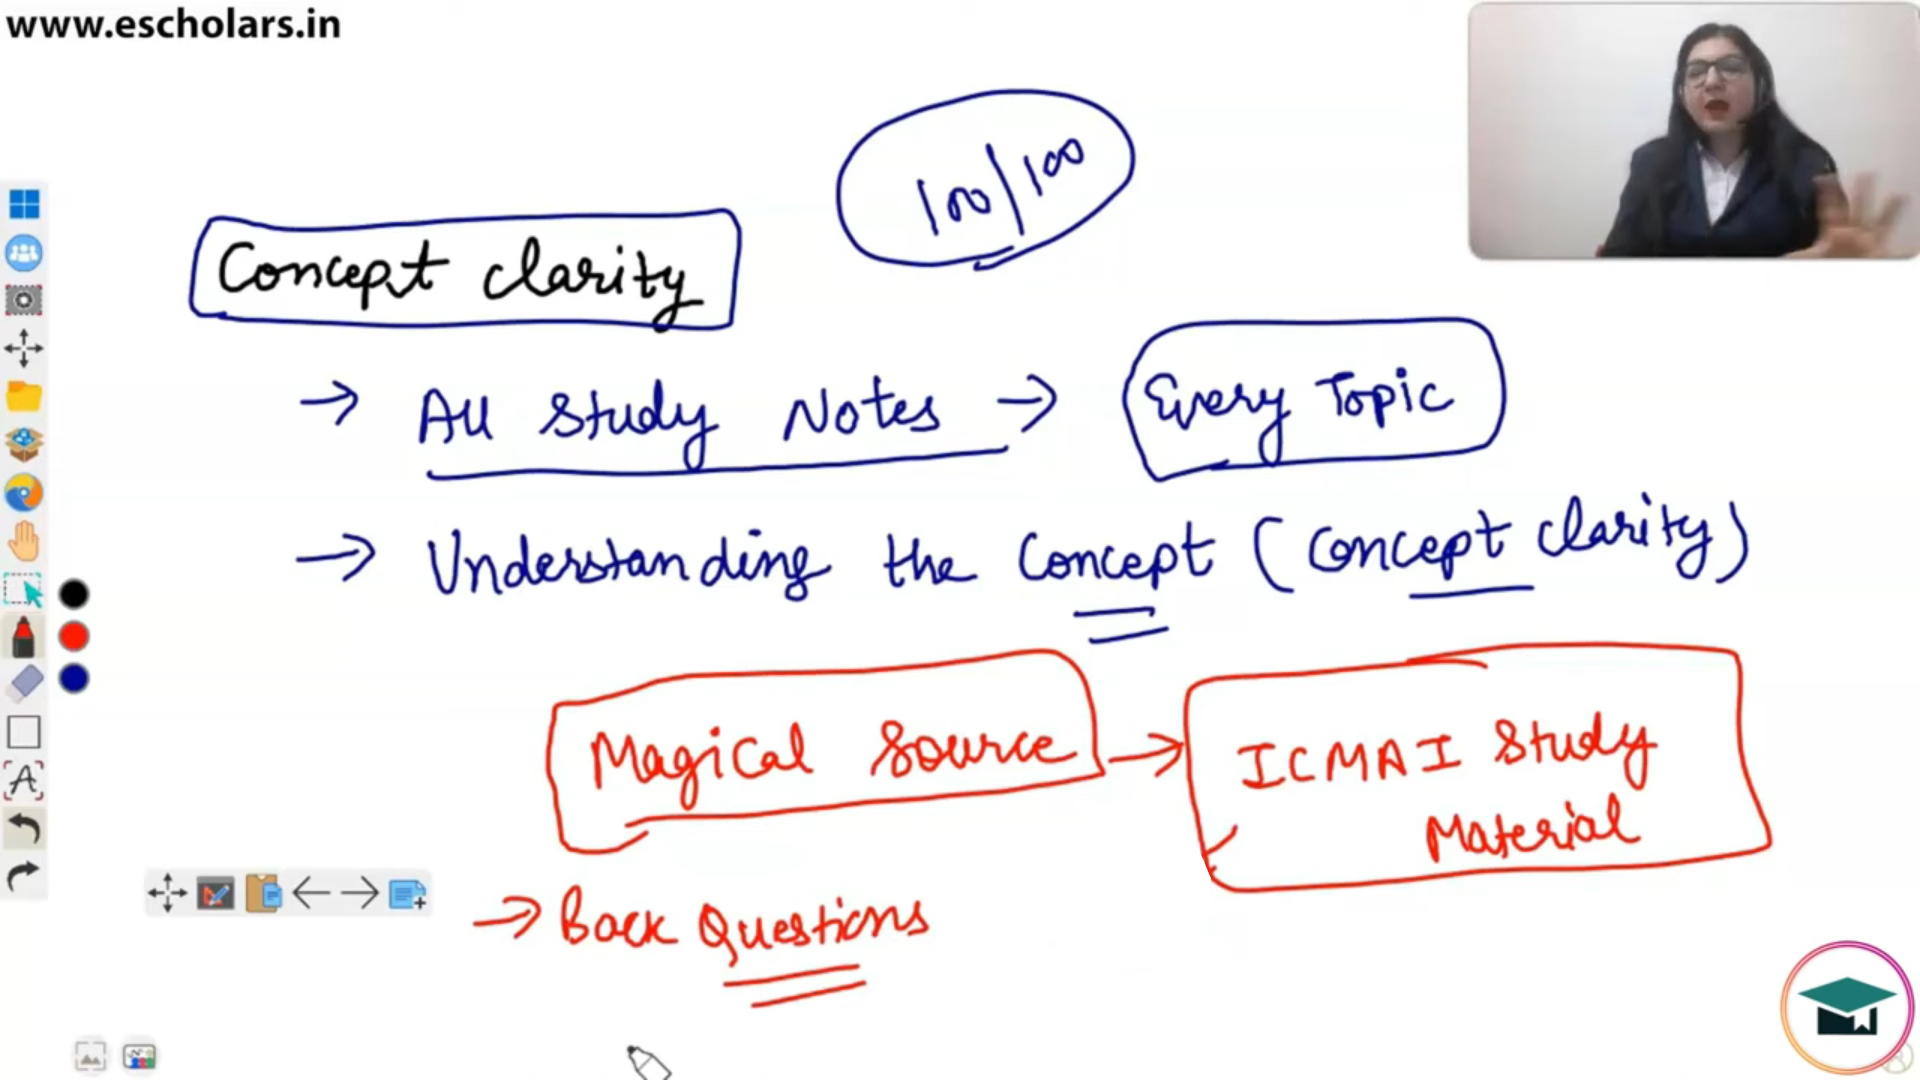 www.escholars.in
100/100
Concept clarity
→ All Study Notes → Every Topic
→ Understanding the Concept (Concept clarity)
Magical Source → ICMAI Study
Material
→ Back Questions